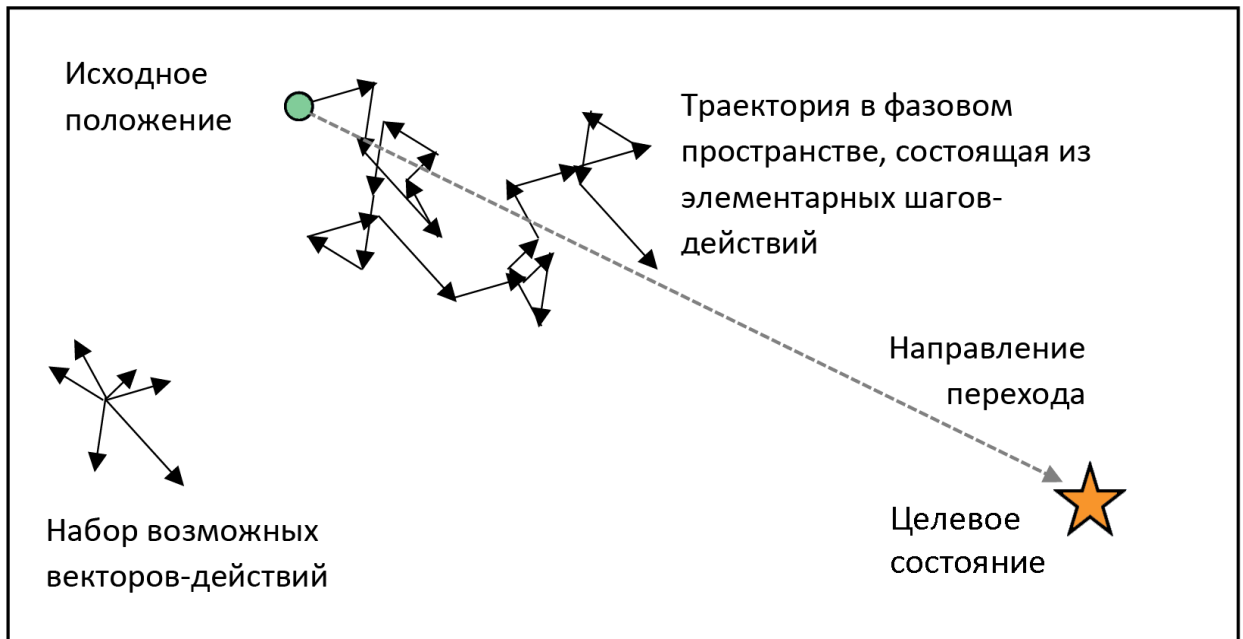 Исходное
положение
Траектория в фазовом
пространстве, состоящая из
элементарных шагов-
действий
Направление
перехода
Целевое
состояние
Набор возможных
векторов-действий